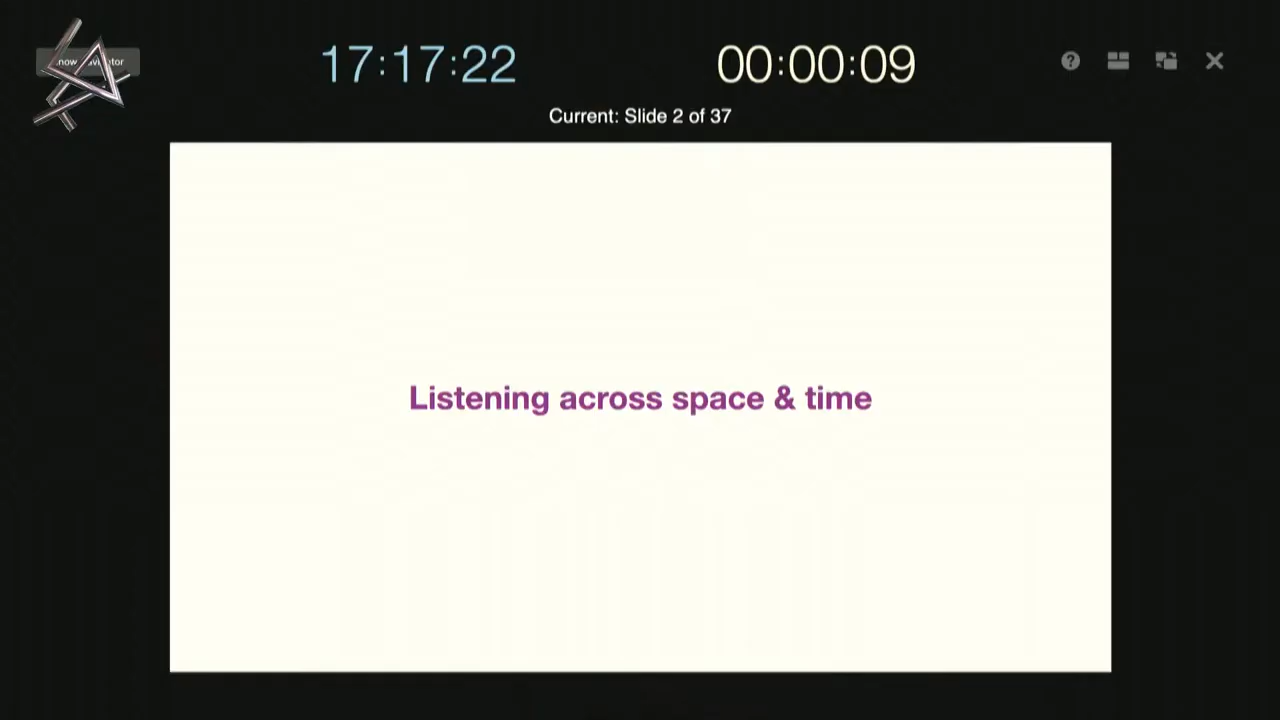 17:17:22
00:00:09
Current: Slide 2 of 37
Listening across space & time